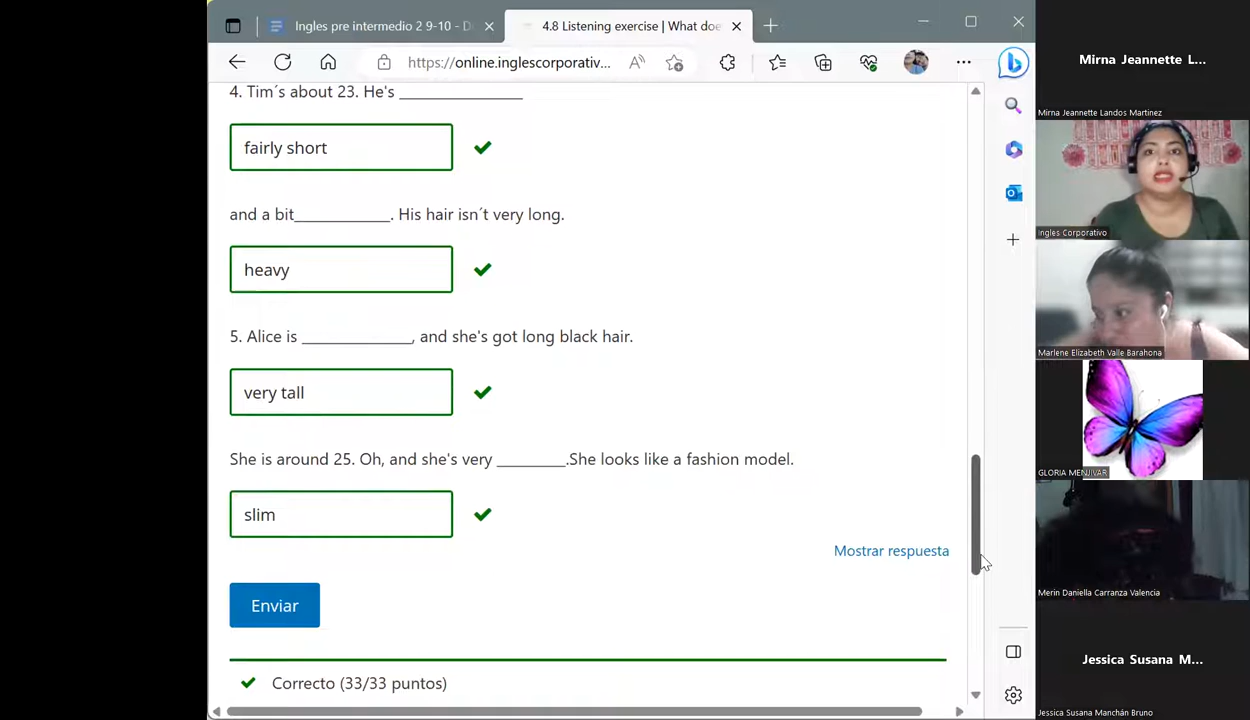 Ingles pre intermedio 2 9-10 - D
4.8 Listening exercise | What doe
https://online.inglescorporativ...
4. Tim´s about 23. He's ______________
fairly short
and a bit___________. His hair isn´t very long.
heavy
5. Alice is _____________, and she's got long black hair.
very tall
She is around 25. Oh, and she's very ________.She looks like a fashion model.
slim
Mostrar respuesta
Enviar
Correcto (33/33 puntos)
Mirna Jeannette L...
Mirna Jeannette Landos Martinez
Ingles Corporativo
Marlene Elizabeth Valle Barahona
GLORIA MENJIVAR
Merin Daniella Carranza Valencia
Jessica Susana M...
Jessica Susana Manchán Bruno